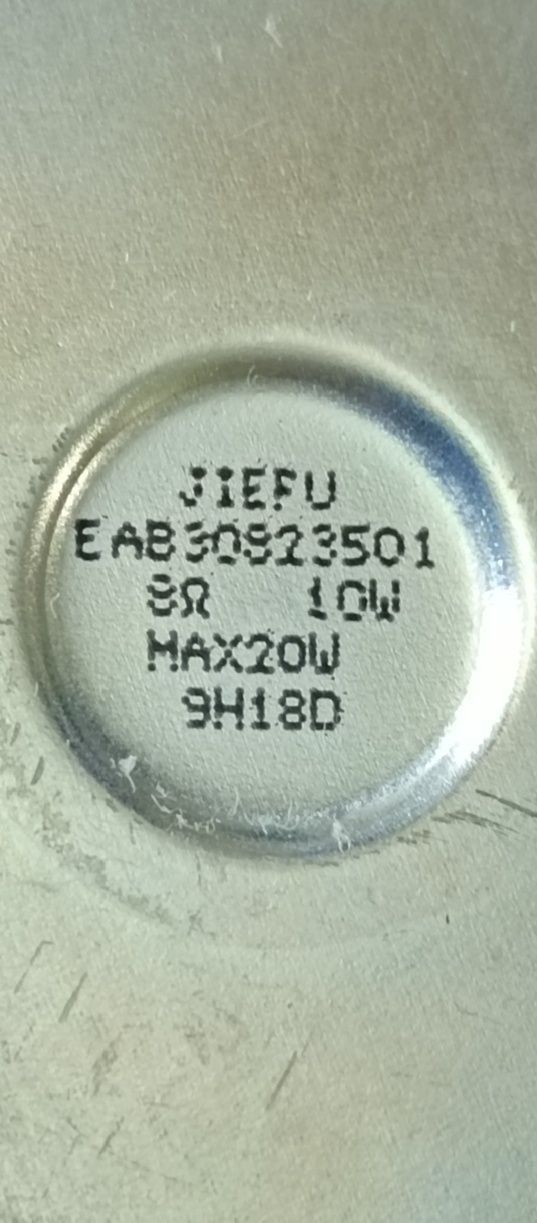 JIEFU
EAB30823501
8Ω 10W
MAX20W
9H18D